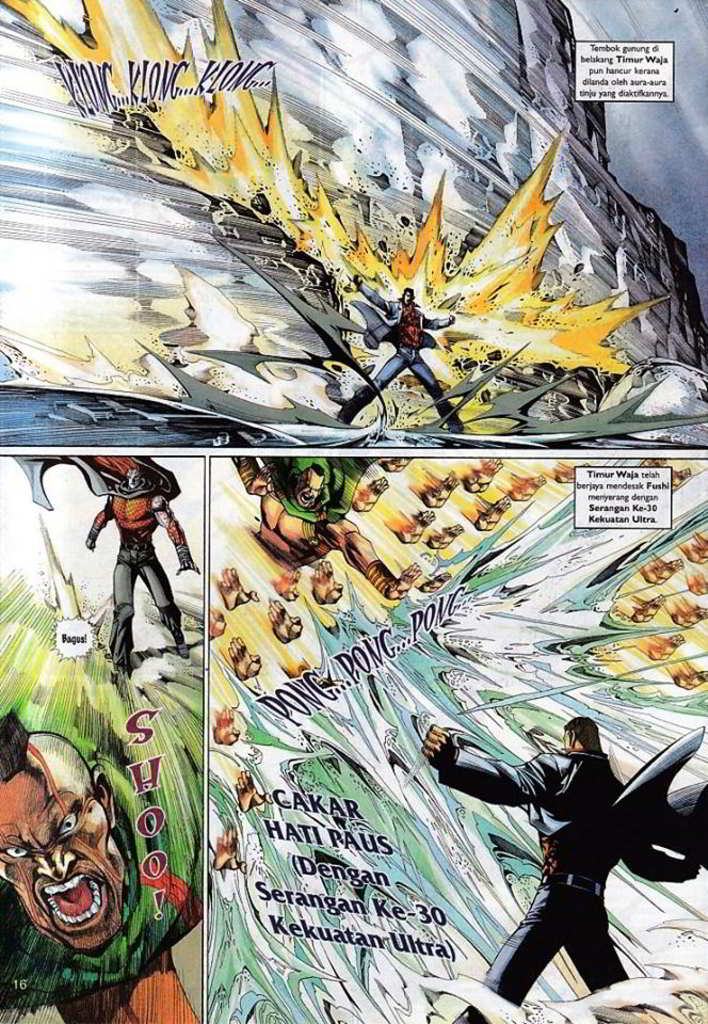 KLONG...KLONG....KLONG...
Tembok gunung di
belakang Timur Waja
pun hancur kerana
dilanda oleh aura-aura
tinju yang diaktifkannya.
Bagus!
SHOO!
Timur Waja telah
berjaya mendesak Fushi
menyerang dengan
Serangan Ke-30
Kekuatan Ultra.
PONG...PONG...PONG
CAKAR
HATI PAUS
(Dengan
Serangan Ke-30
Kekuatan Ultra)
16